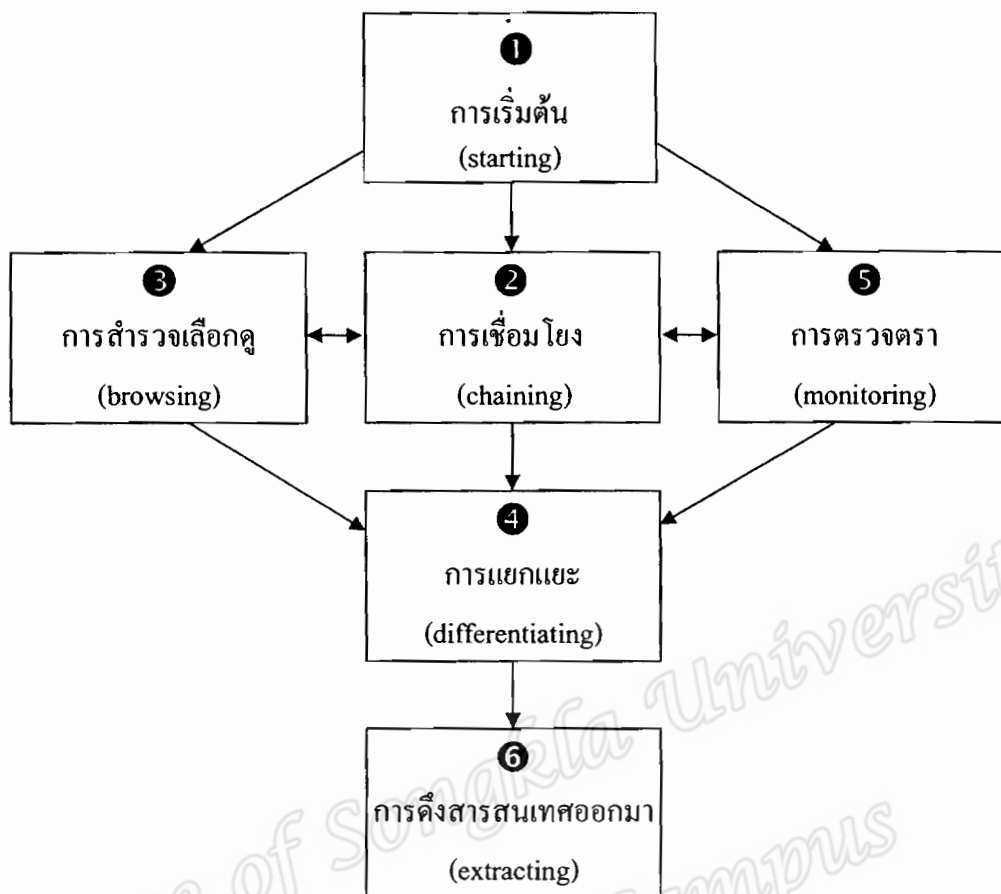 ❶
การเริ่มต้น
(starting)
❸
การสำรวจเลือกดู
(browsing)
❷
การเชื่อมโยง
(chaining)
❺
การตรวจตรา
(monitoring)
❹
การแยกแยะ
(differentiating)
❻
การดึงสารสนเทศออกมา
(extracting)
of Songkla Universit
mpus